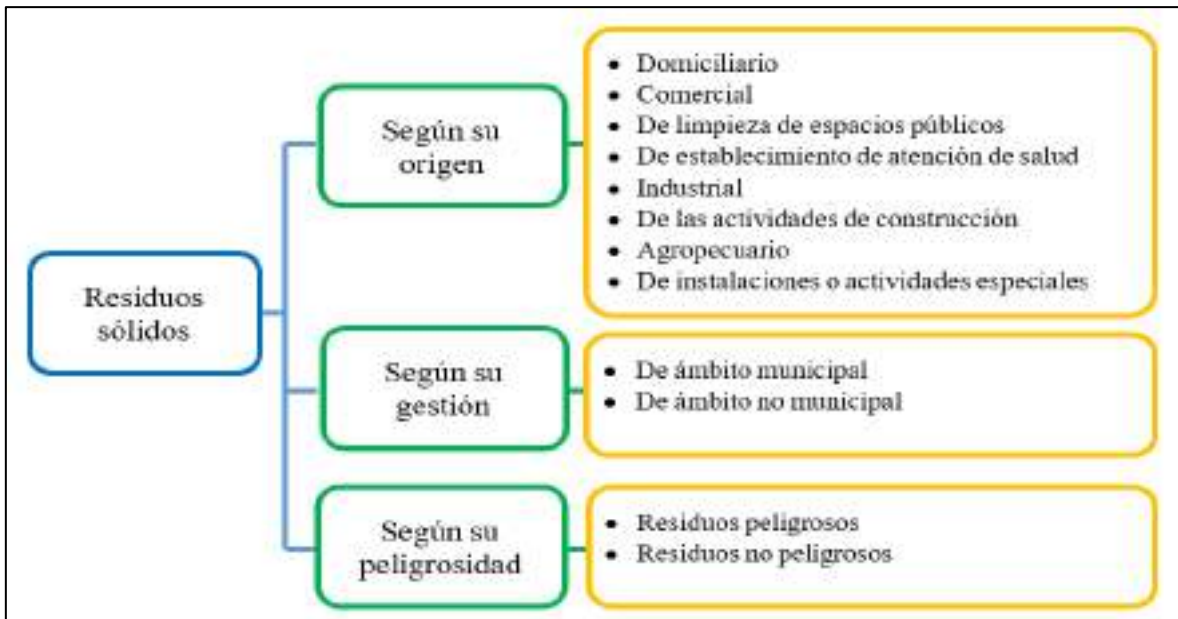 Residuos
sólidos
Según su
origen
• Domiciliario
• Comercial
• De limpieza de espacios públicos
• De establecimiento de atención de salud
• Industrial
• De las actividades de construcción
• Agropecuario
• De instalaciones o actividades especiales
Según su
gestión
• De ámbito municipal
• De ámbito no municipal
Según su
peligrosidad
• Residuos peligrosos
• Residuos no peligrosos